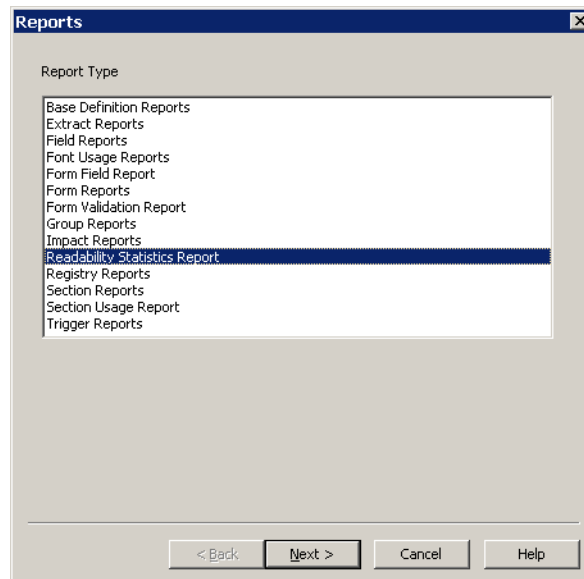 Reports
Report Type
Base Definition Reports
Extract Reports
Field Reports
Font Usage Reports
Form Field Report
Form Reports
Form Validation Report
Group Reports
Impact Reports
Readability Statistics Report
Registry Reports
Section Reports
Section Usage Report
Trigger Reports
< Back Next > Cancel Help